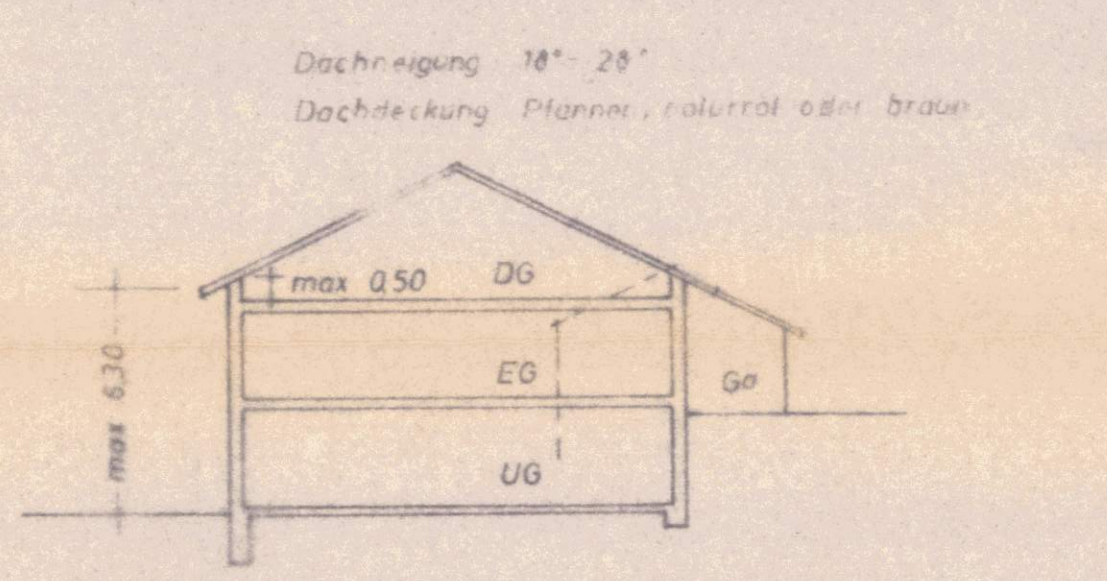 Dachneigung 18°- 28°
Dachdeckung Pfannen, naturrot oder braun
max 0,50 DG
max 6,30
EG
Ga
UG